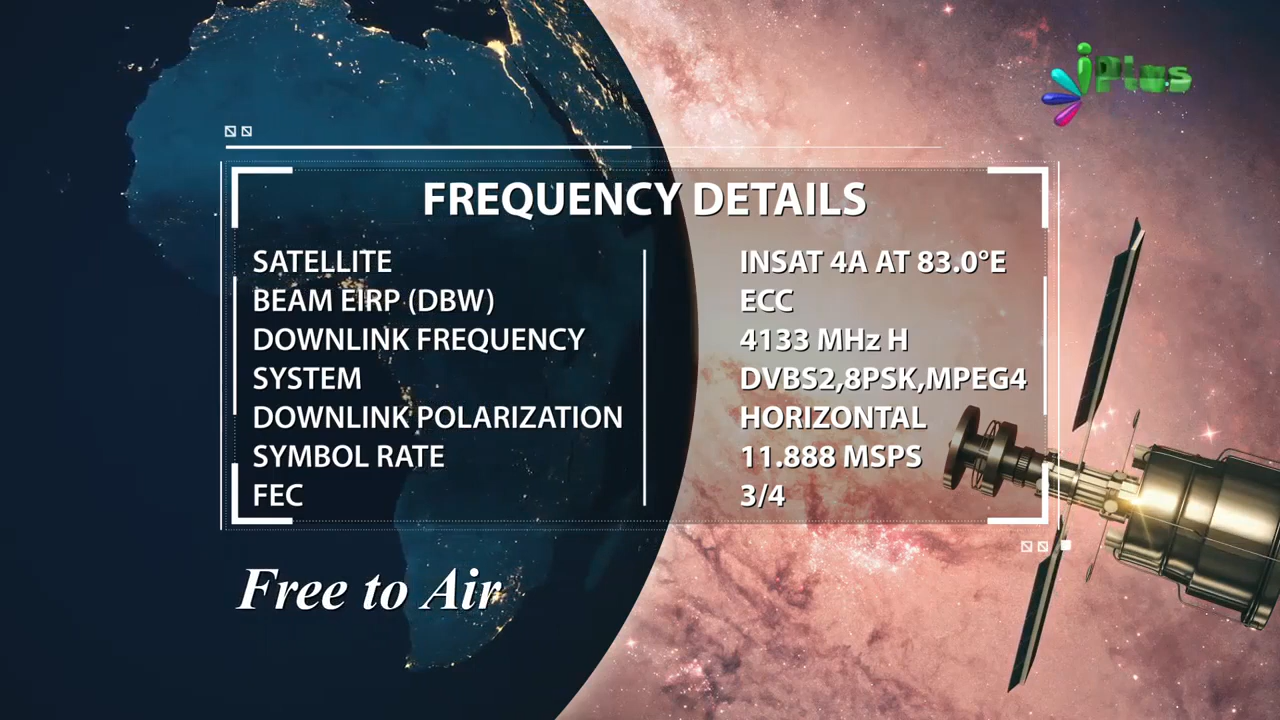 iPlus
FREQUENCY DETAILS
SATELLITE INSAT 4A AT 83.0°E
BEAM EIRP (DBW) ECC
DOWNLINK FREQUENCY 4133 MHz H
SYSTEM DVBS2,8PSK,MPEG4
DOWNLINK POLARIZATION HORIZONTAL
SYMBOL RATE 11.888 MSPS
FEC 3/4
Free to Air